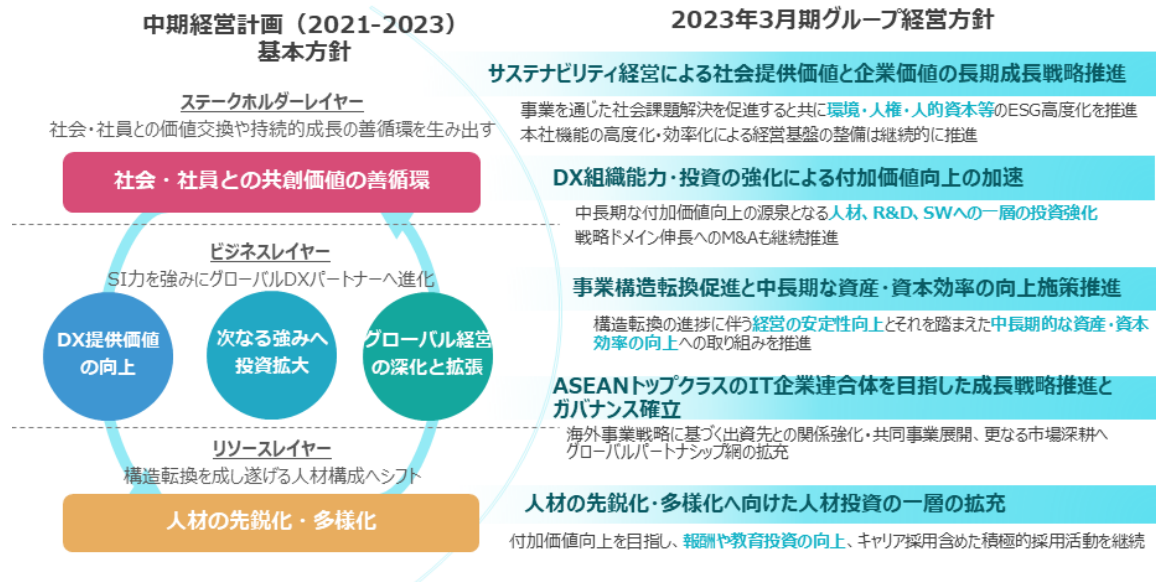 中期経営計画（2021-2023）
基本方針
ステークホルダーレイヤー
社会・社員との価値交換や持続的成長の善循環を生み出す
社会・社員との共創価値の善循環
ビジネスレイヤー
SI力を強みにグローバルDXパートナーへ進化
DX提供価値
の向上
次なる強みへ
投資拡大
グローバル経営
の深化と拡張
リソースレイヤー
構造転換を成し遂げる人材構成へシフト
人材の先鋭化・多様化
2023年3月期グループ経営方針
サステナビリティ経営による社会提供価値と企業価値の長期成長戦略推進
事業を通じた社会課題解決を促進すると共に環境・人権・人的資本等のESG高度化を推進
本社機能の高度化・効率化による経営基盤の整備は継続的に推進
DX組織能力・投資の強化による付加価値向上の加速
中長期な付加価値向上の源泉となる人材、R&D、SWへの一層の投資強化
戦略ドメイン伸長へのM&Aも継続推進
事業構造転換促進と中長期な資産・資本効率の向上施策推進
構造転換の進捗に伴う経営の安定性向上とそれを踏まえた中長期的な資産・資本
効率の向上への取り組みを推進
ASEANトップクラスのIT企業連合体を目指した成長戦略推進と
ガバナンス確立
海外事業戦略に基づく出資先との関係強化・共同事業展開、更なる市場深耕へ
グローバルパートナシップ網の拡充
人材の先鋭化・多様化へ向けた人材投資の一層の拡充
付加価値向上を目指し、報酬や教育投資の向上、キャリア採用含めた積極的採用活動を継続